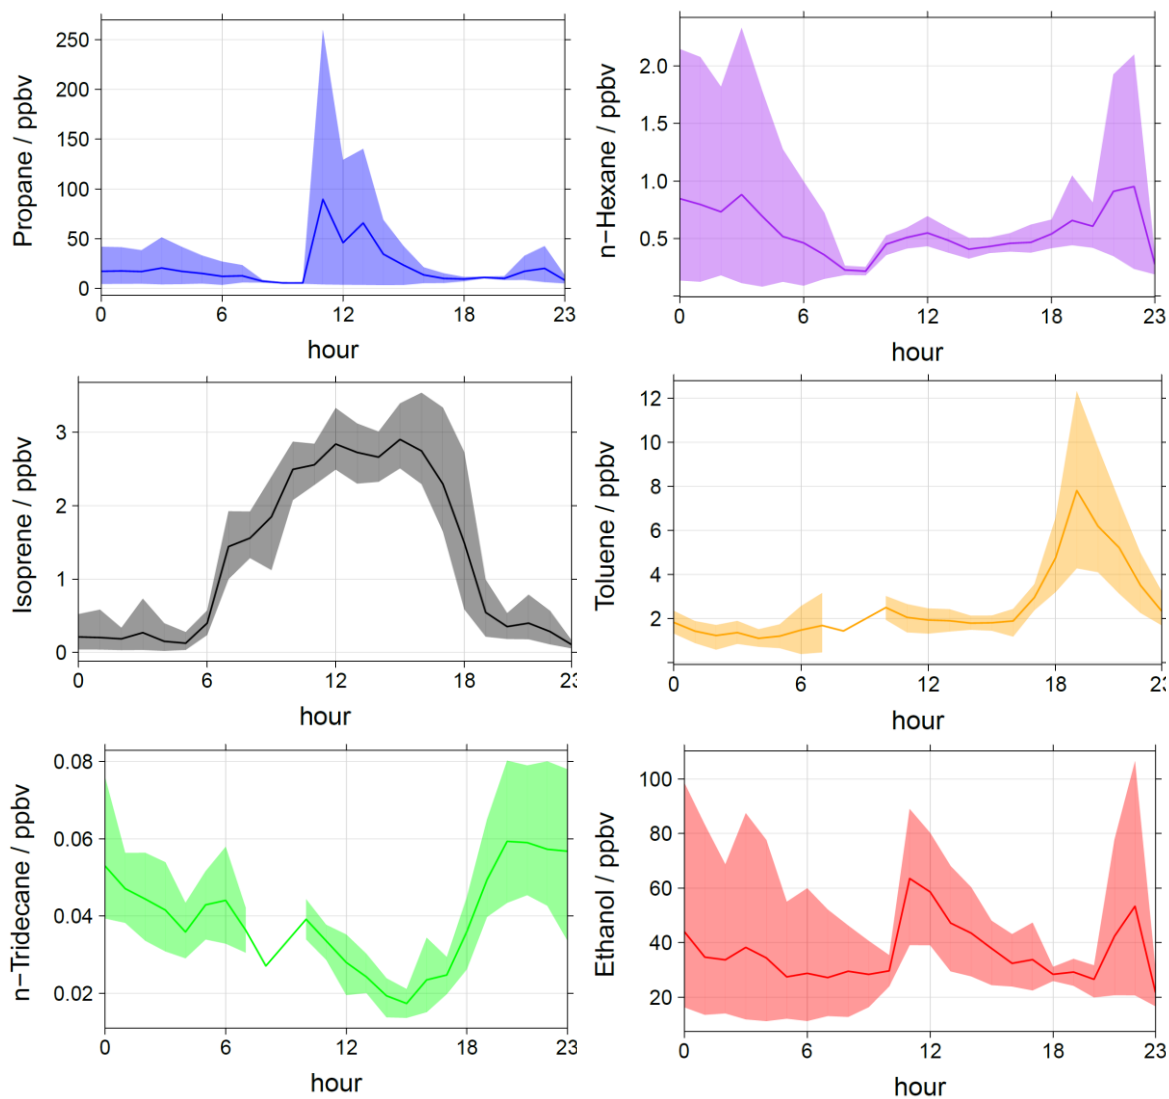 Propane / ppbv
250
200
150
100
50
0
0 6 12 18 23
hour
n−Hexane / ppbv
2.0
1.5
1.0
0.5
0 6 12 18 23
hour
Isoprene / ppbv
3
2
1
0
0 6 12 18 23
hour
Toluene / ppbv
12
10
8
6
4
2
0 6 12 18 23
hour
n−Tridecane / ppbv
0.08
0.06
0.04
0.02
0 6 12 18 23
hour
Ethanol / ppbv
100
80
60
40
20
0 6 12 18 23
hour